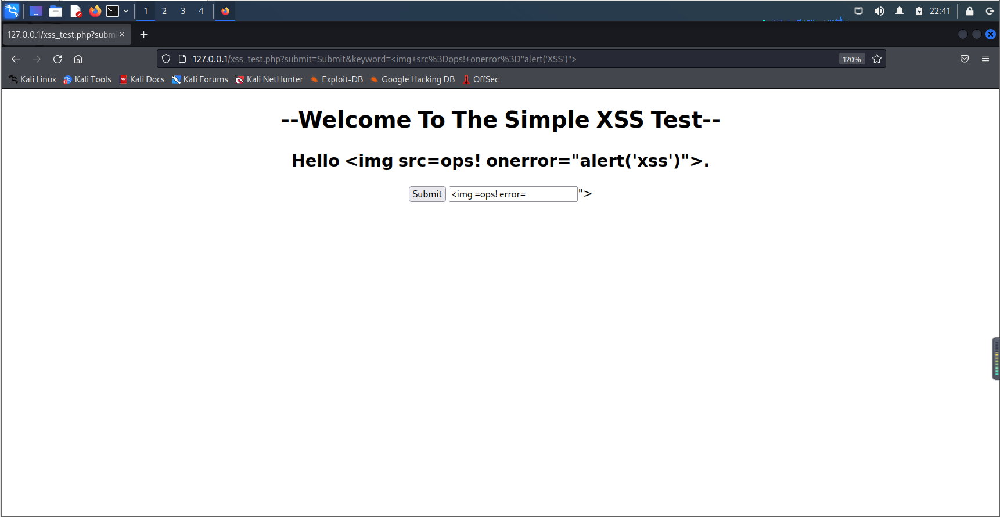 1 2 3 4 22:41
127.0.0.1/xss_test.php?subm
127.0.0.1/xss_test.php?submit=Submit&keyword=<img+src%3Dops!+onerror%3D"alert('XSS')"> 120%
Kali Linux Kali Tools Kali Docs Kali Forums Kali NetHunter Exploit-DB Google Hacking DB OffSec
--Welcome To The Simple XSS Test--
Hello <img src=ops! onerror="alert('xss')">.
Submit <img =ops! error= ">